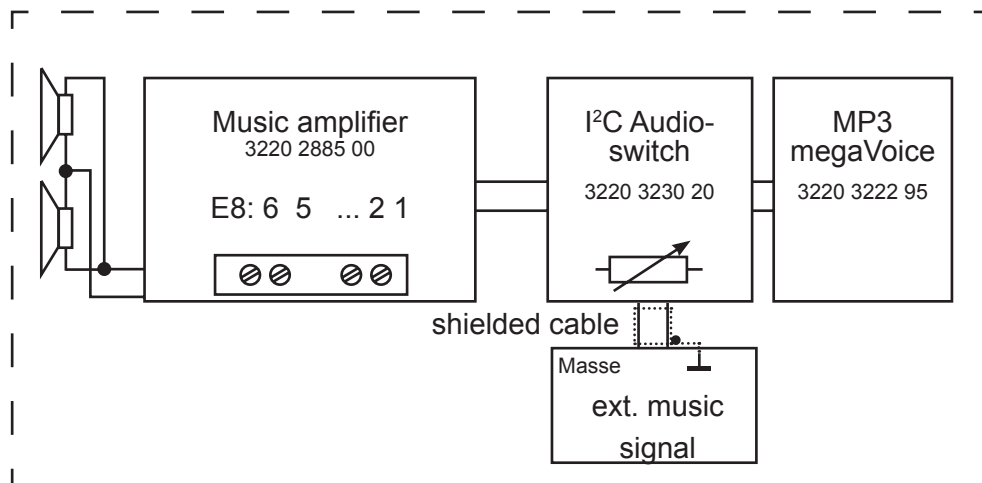 Music amplifier
3220 2885 00
E8: 6 5 ... 2 1
I²C Audio-
switch
3220 3230 20
MP3
megaVoice
3220 3222 95
shielded cable
Masse
ext. music
signal